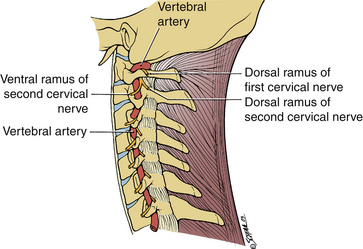 Vertebral
artery
Ventral ramus of
second cervical
nerve
Vertebral artery
Dorsal ramus of
first cervical nerve
Dorsal ramus of
second cervical nerve